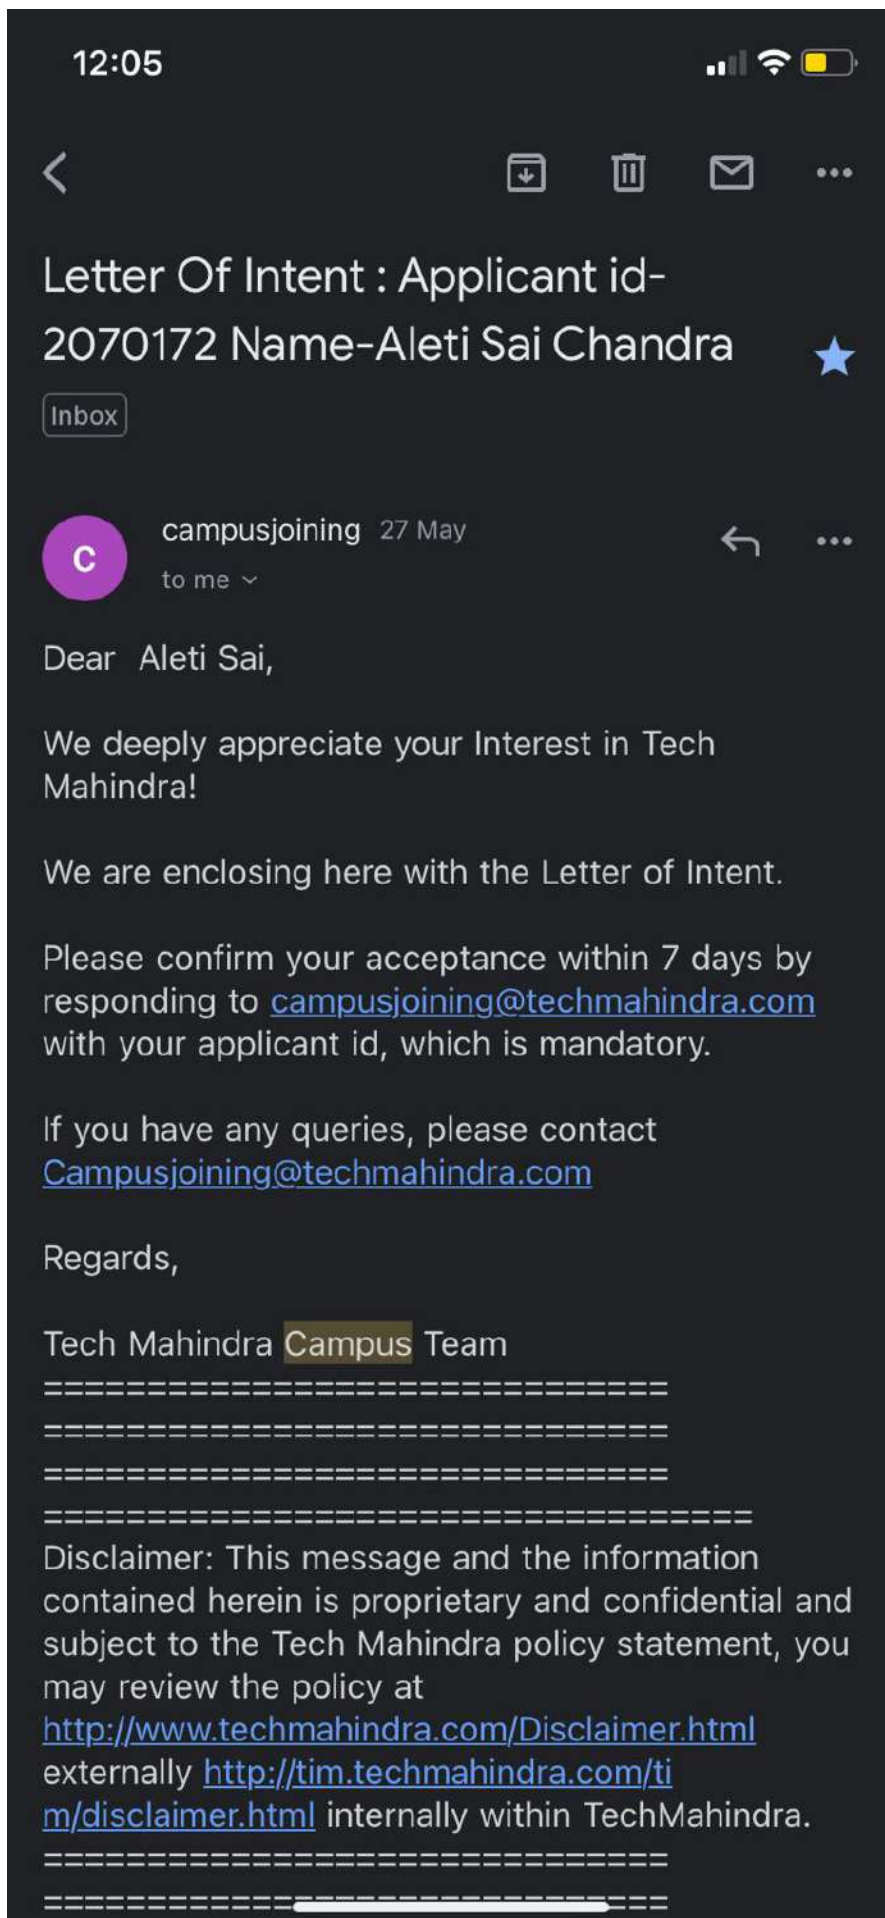 12:05
Letter Of Intent : Applicant id-
2070172 Name-Aleti Sai Chandra
Inbox
C
campusjoining 27 May
to me
Dear  Aleti Sai,
We deeply appreciate your Interest in Tech
Mahindra!
We are enclosing here with the Letter of Intent.
Please confirm your acceptance within 7 days by
responding to campusjoining@techmahindra.com
with your applicant id, which is mandatory.
If you have any queries, please contact
Campusjoining@techmahindra.com
Regards,
Tech Mahindra Campus Team
==============================
==============================
==============================
==================================
Disclaimer: This message and the information
contained herein is proprietary and confidential and
subject to the Tech Mahindra policy statement, you
may review the policy at
http://www.techmahindra.com/Disclaimer.html
externally http://tim.techmahindra.com/ti
m/disclaimer.html internally within TechMahindra.
==============================
==============================